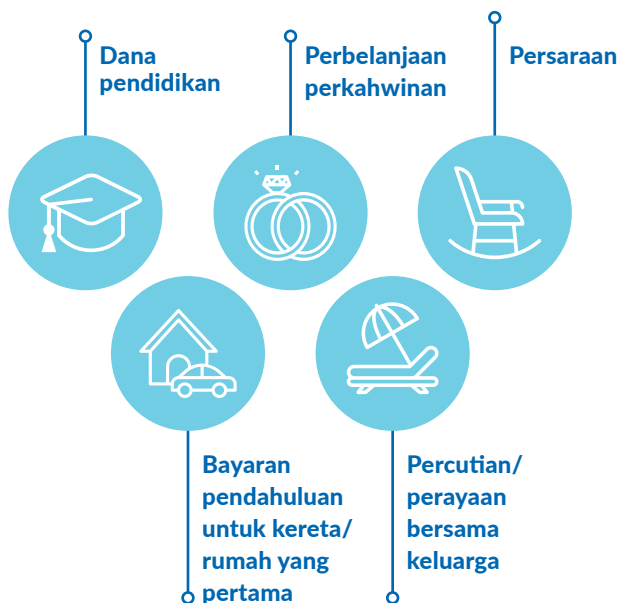 Dana
pendidikan
Perbelanjaan
perkahwinan
Persaraan
Bayaran
pendahuluan
untuk kereta/
rumah yang
pertama
Percutian/
perayaan
bersama
keluarga